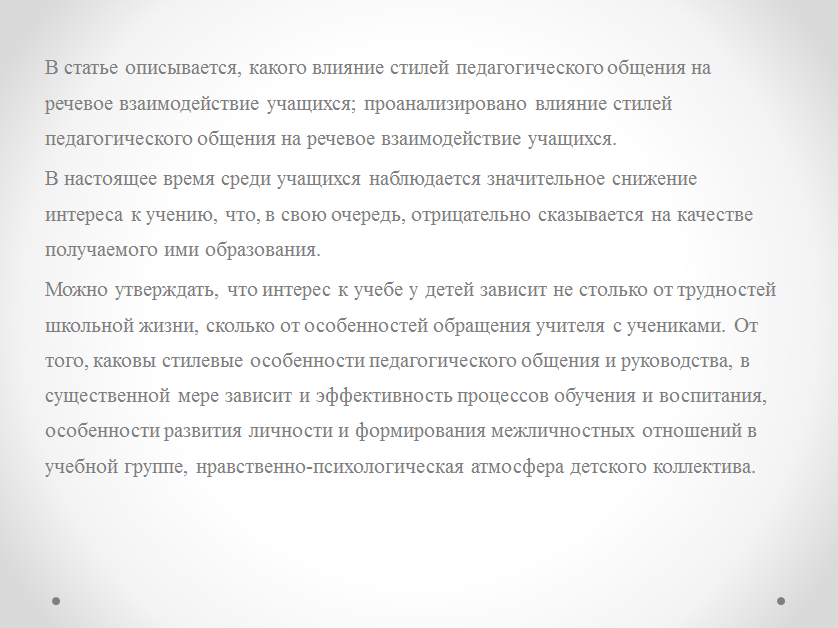 В статье описывается, какого влияние стилей педагогического общения на
речевое взаимодействие учащихся; проанализировано влияние стилей
педагогического общения на речевое взаимодействие учащихся.
В настоящее время среди учащихся наблюдается значительное снижение
интереса к учению, что, в свою очередь, отрицательно сказывается на качестве
получаемого ими образования.
Можно утверждать, что интерес к учебе у детей зависит не столько от трудностей
школьной жизни, сколько от особенностей обращения учителя с учениками. От
того, каковы стилевые особенности педагогического общения и руководства, в
существенной мере зависит и эффективность процессов обучения и воспитания,
особенности развития личности и формирования межличностных отношений в
учебной группе, нравственно-психологическая атмосфера детского коллектива.